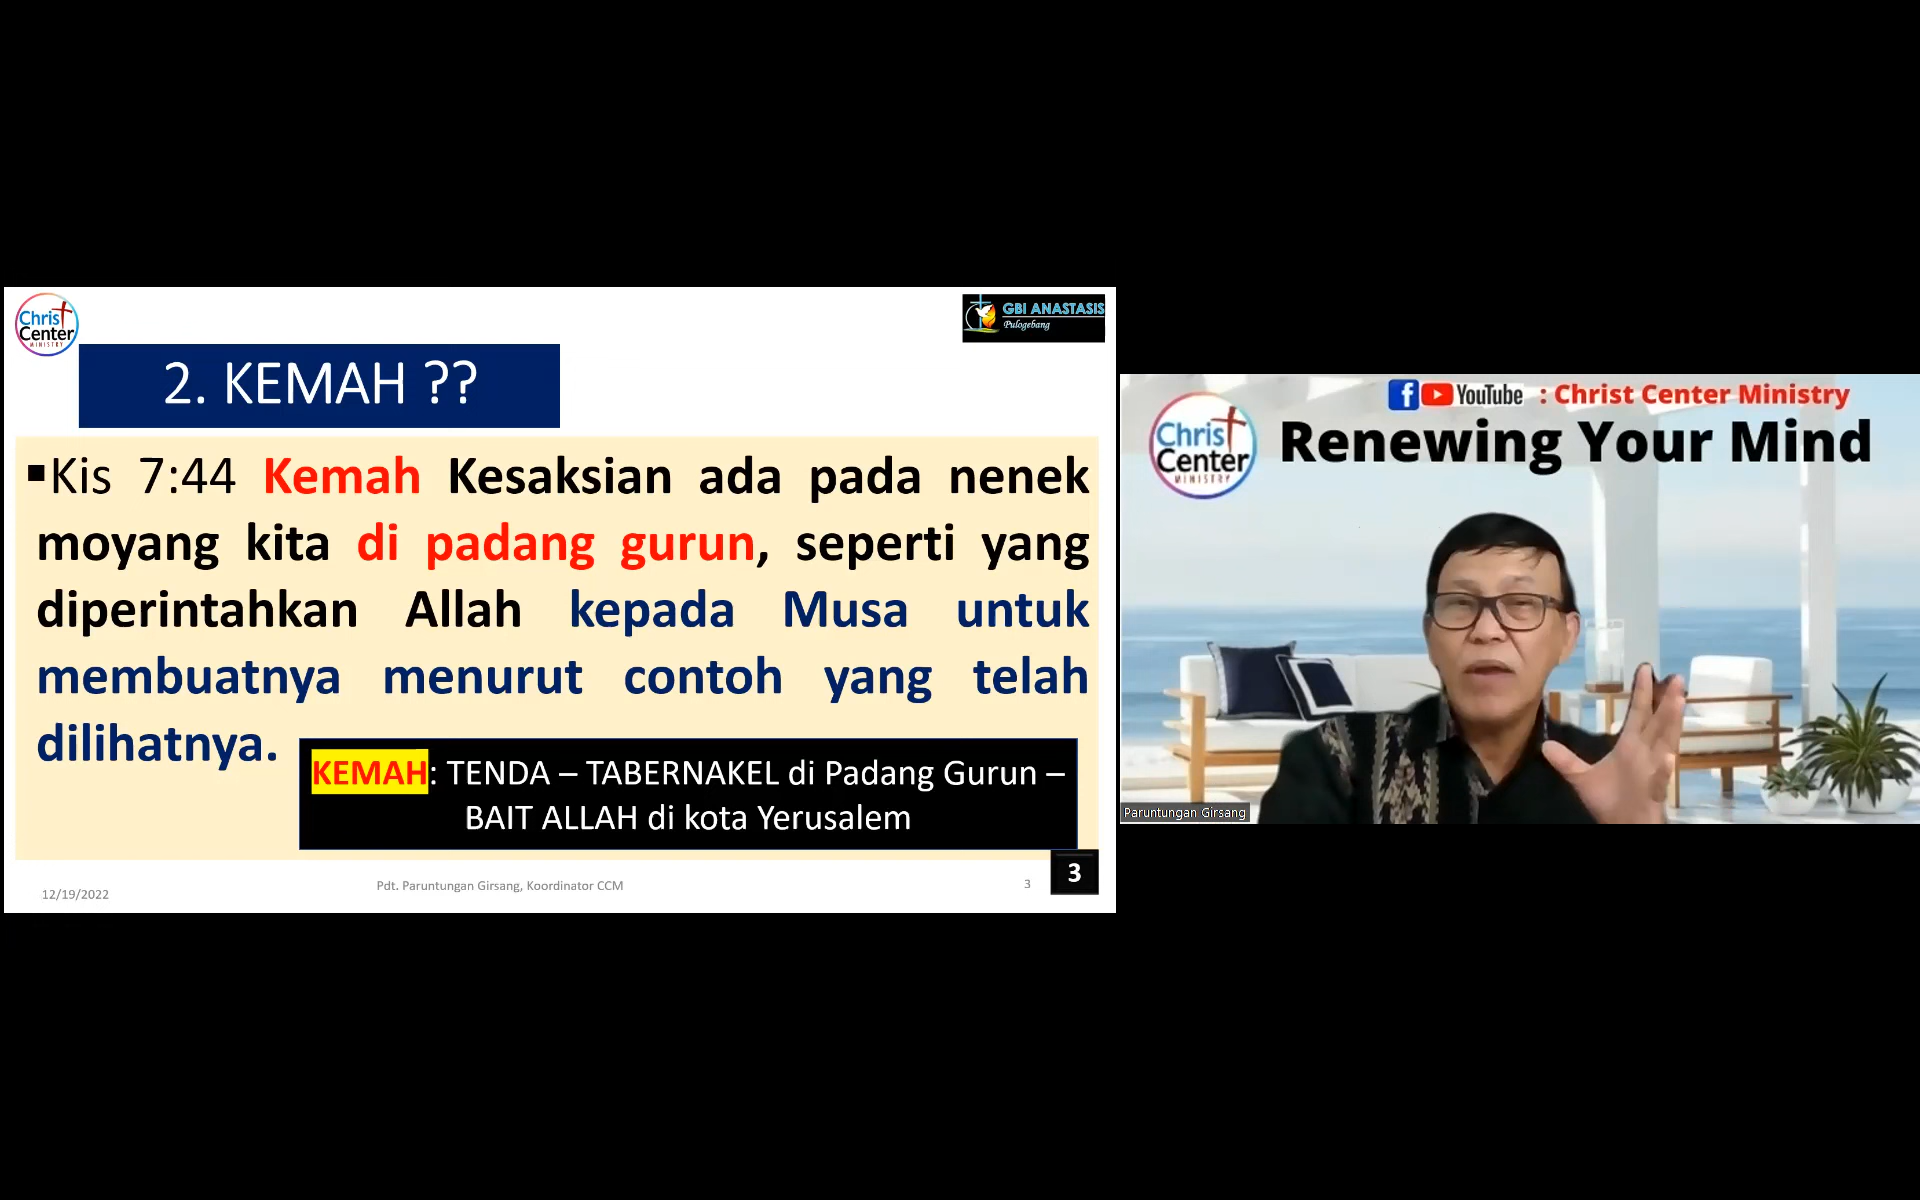 Christ
Center
MINISTRY
GBI ANASTASIS
Pulogebang
2. KEMAH ??
▪Kis 7:44 Kemah Kesaksian ada pada nenek
moyang kita di padang gurun, seperti yang
diperintahkan Allah kepada Musa untuk
membuatnya menurut contoh yang telah
dilihatnya.
KEMAH: TENDA – TABERNAKEL di Padang Gurun –
BAIT ALLAH di kota Yerusalem
12/19/2022
Pdt. Paruntungan Girsang, Koordinator CCM
3
3
f YouTube : Christ Center Ministry
Christ
Center
MINISTRY
Renewing Your Mind
Paruntungan Girsang